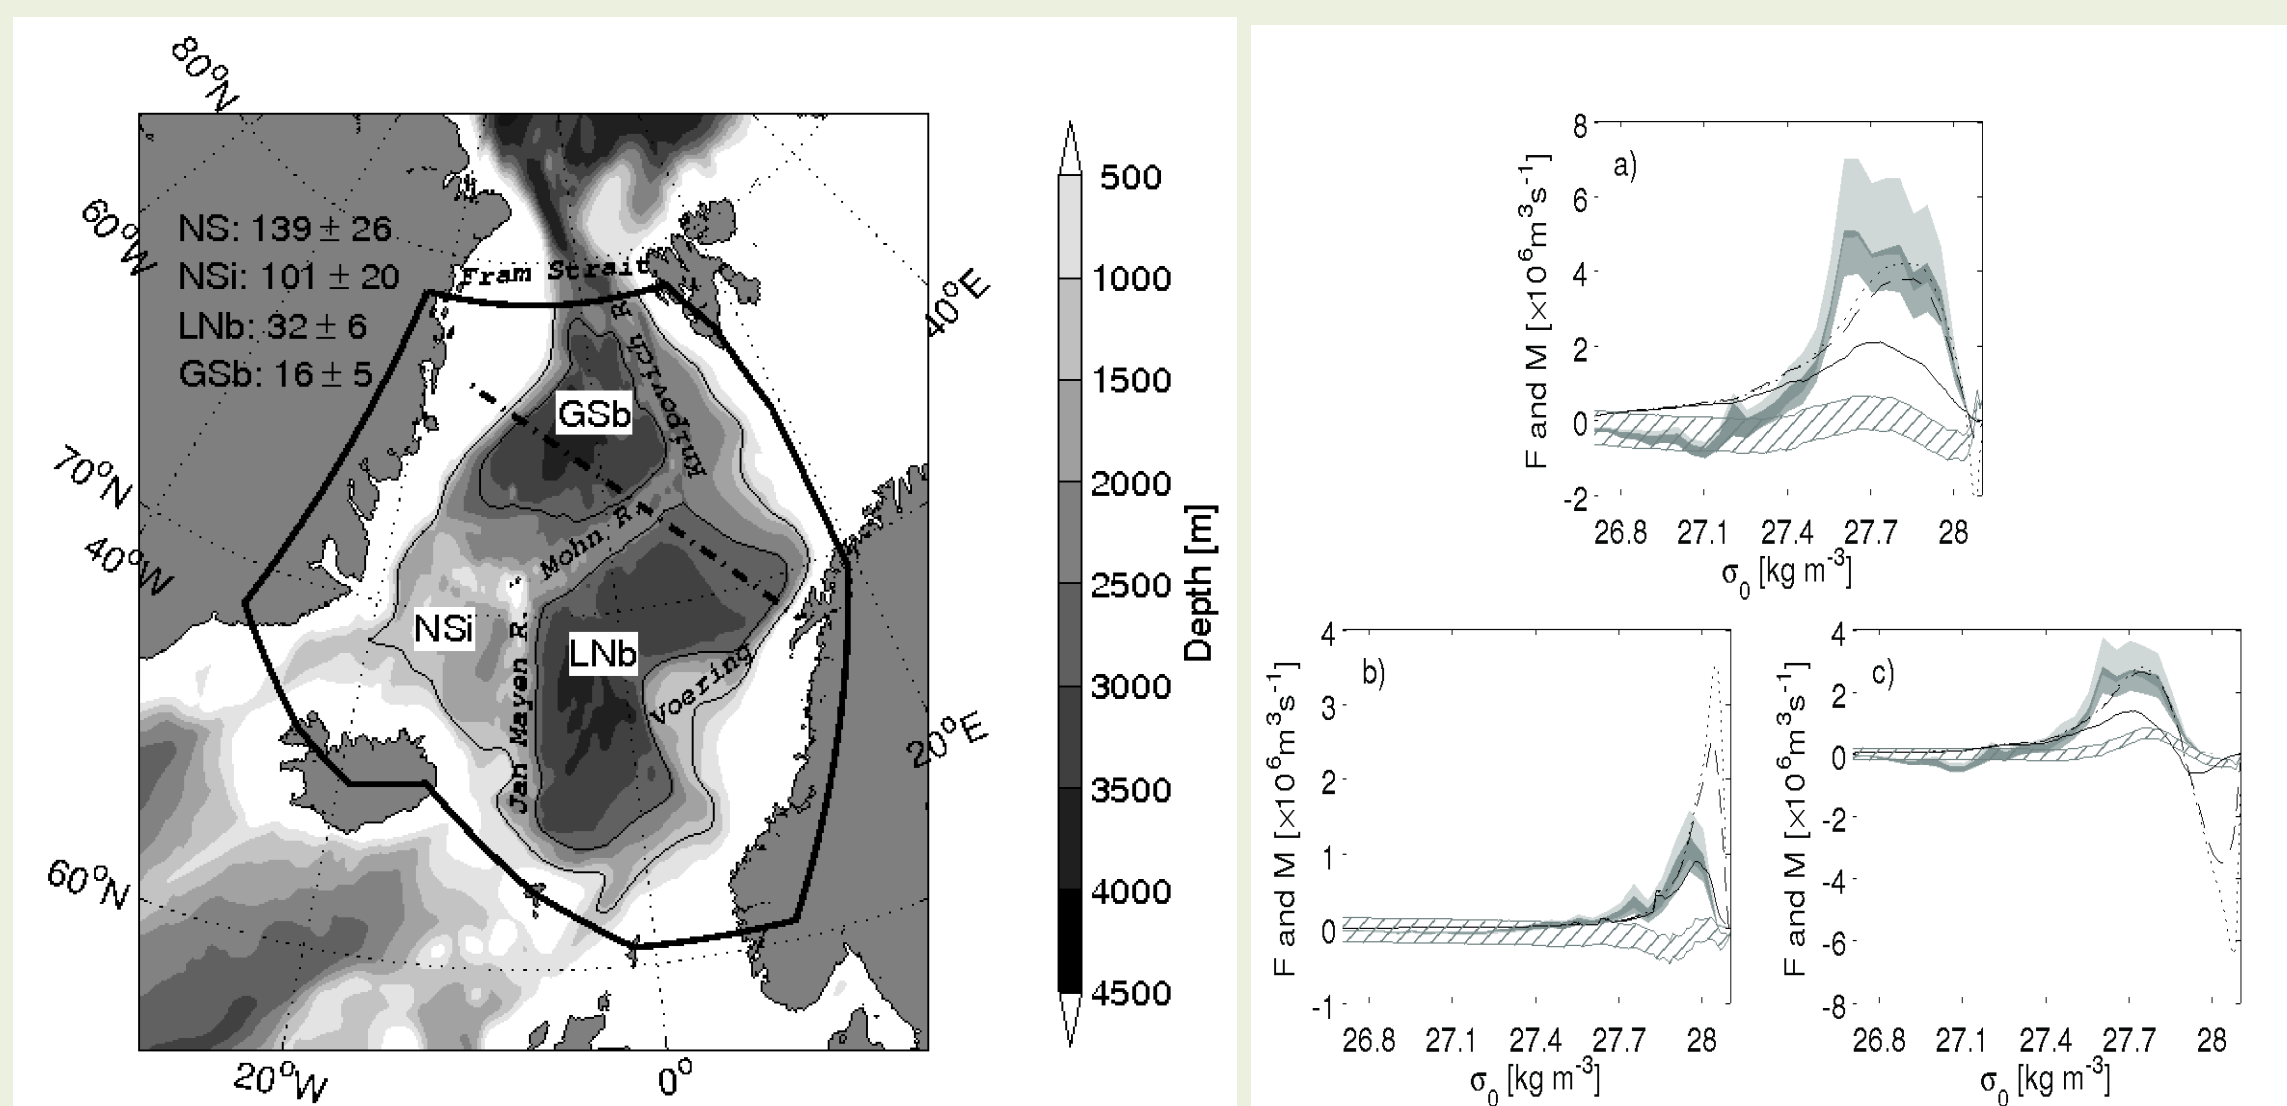 80°N
60°W
70°N
40°W
60°N
20°W
0°
20°E
40°E
NS: 139 ± 26
NSi: 101 ± 20
LNb: 32 ± 6
GSb: 16 ± 5
Fram Strait
Knipovich R.
GSb
Mohn. R.
NSi
Jan Mayen R.
LNb
Voering
500
1000
1500
2000
2500
3000
3500
4000
4500
Depth [m]
a)
F and M [×10⁶m³s⁻¹]
8
6
4
2
0
-2
26.8 27.1 27.4 27.7 28
σ₀ [kg m⁻³]
b)
F and M [×10⁶m³s⁻¹]
4
3
2
1
0
-1
26.8 27.1 27.4 27.7 28
σ₀ [kg m⁻³]
c)
F and M [×10⁶m³s⁻¹]
4
2
0
-2
-4
-6
-8
26.8 27.1 27.4 27.7 28
σ₀ [kg m⁻³]